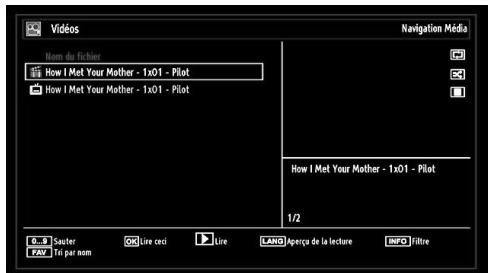 Vidéos Navigation Média
Nom du fichier
How I Met Your Mother - 1x01 - Pilot
How I Met Your Mother - 1x01 - Pilot
How I Met Your Mother - 1x01 - Pilot
1/2
0...9 Sauter OK Lire ceci Lire LANG Aperçu de la lecture INFO Filtre
FAV Tri par nom